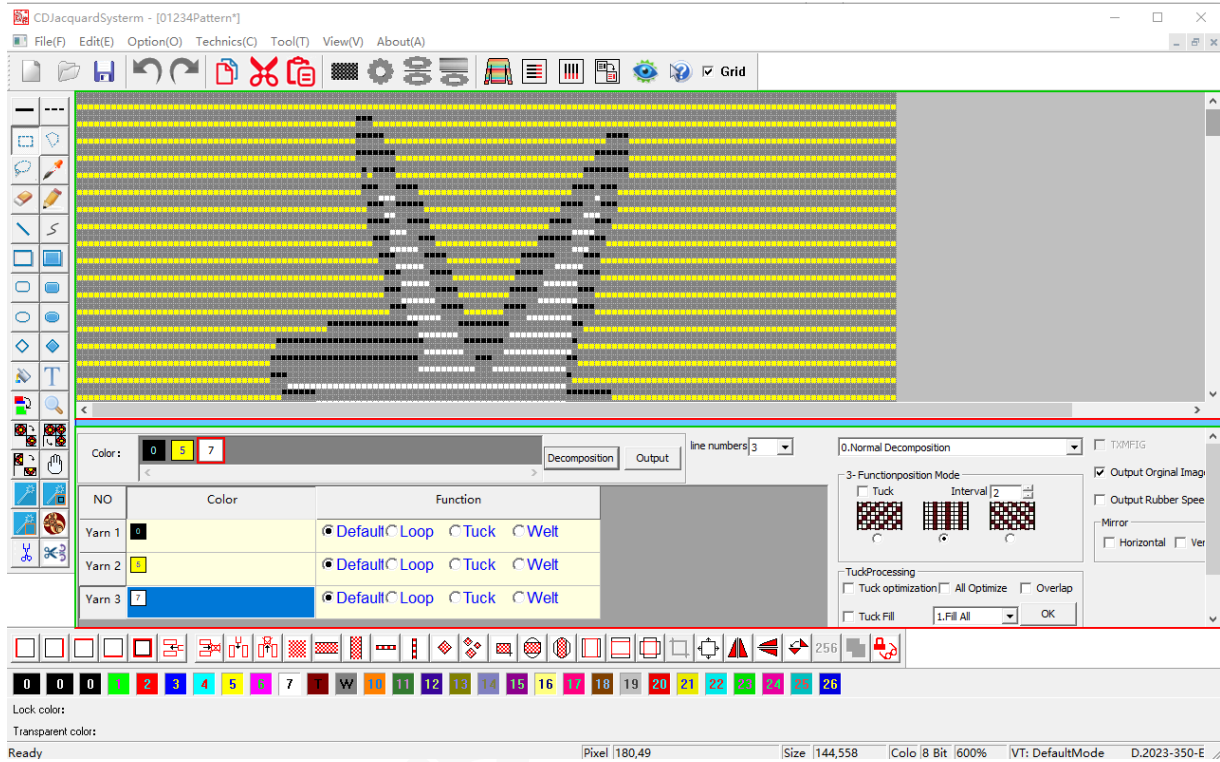 CDJacquardSysterm - [01234Pattern*]
File(F) Edit(E) Option(O) Technics(C) Tool(T) View(V) About(A)
Grid
T
Color: 0 5 7
Decomposition Output line numbers 3
0.Normal Decomposition
TXMFIG
3- Functionposition Mode
Tuck Interval 2
Output Orginal Imag
Output Rubber Spee
Mirror
Horizontal Ver
NO Color Function
Yarn 1 0 Default Loop Tuck Welt
Yarn 2 5 Default Loop Tuck Welt
Yarn 3 7 Default Loop Tuck Welt
TuckProcessing
Tuck optimization All Optimize Overlap
Tuck Fill 1.Fill All OK
256
0 0 0 1 2 3 4 5 6 7 T W 10 11 12 13 14 15 16 17 18 19 20 21 22 23 24 25 26
Lock color:
Transparent color:
Ready Pixel 180,49 Size 144,558 Colo 8 Bit 600% VT: DefaultMode D.2023-350-E